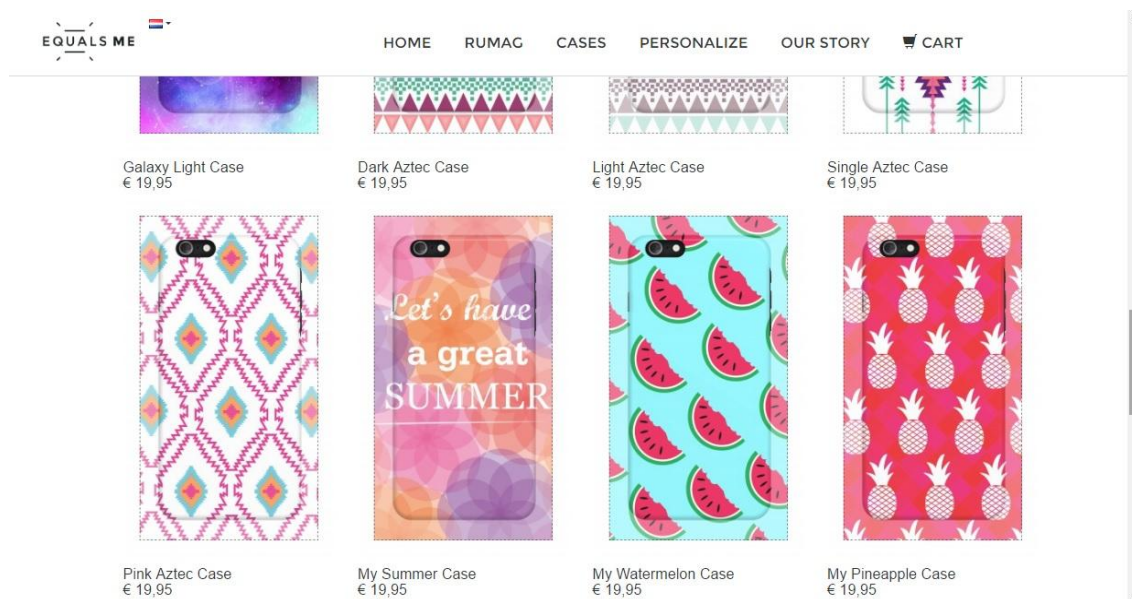 EQUALS ME
HOME RUMAG CASES PERSONALIZE OUR STORY CART
Galaxy Light Case
€ 19,95
Dark Aztec Case
€ 19,95
Light Aztec Case
€ 19,95
Single Aztec Case
€ 19,95
Let's have
a great
SUMMER
Pink Aztec Case
€ 19,95
My Summer Case
€ 19,95
My Watermelon Case
€ 19,95
My Pineapple Case
€ 19,95